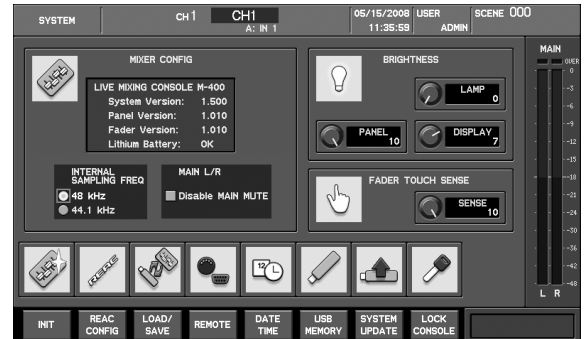 SYSTEM
CH 1
CH1
A: IN 1
05/15/2008
11:35:59
USER
ADMIN
SCENE 000
MIXER CONFIG
LIVE MIXING CONSOLE M-400
System Version: 1.500
Panel Version: 1.010
Fader Version: 1.010
Lithium Battery: OK
INTERNAL
SAMPLING FREQ
48 kHz
44.1 kHz
MAIN L/R
Disable MAIN MUTE
BRIGHTNESS
LAMP
0
PANEL
10
DISPLAY
7
FADER TOUCH SENSE
SENSE
10
MAIN
OVER
0
-3
-6
-9
-12
-15
-18
-21
-24
-30
-36
-42
-48
L R
REAC
12
INIT
REAC
CONFIG
LOAD/
SAVE
REMOTE
DATE
TIME
USB
MEMORY
SYSTEM
UPDATE
LOCK
CONSOLE